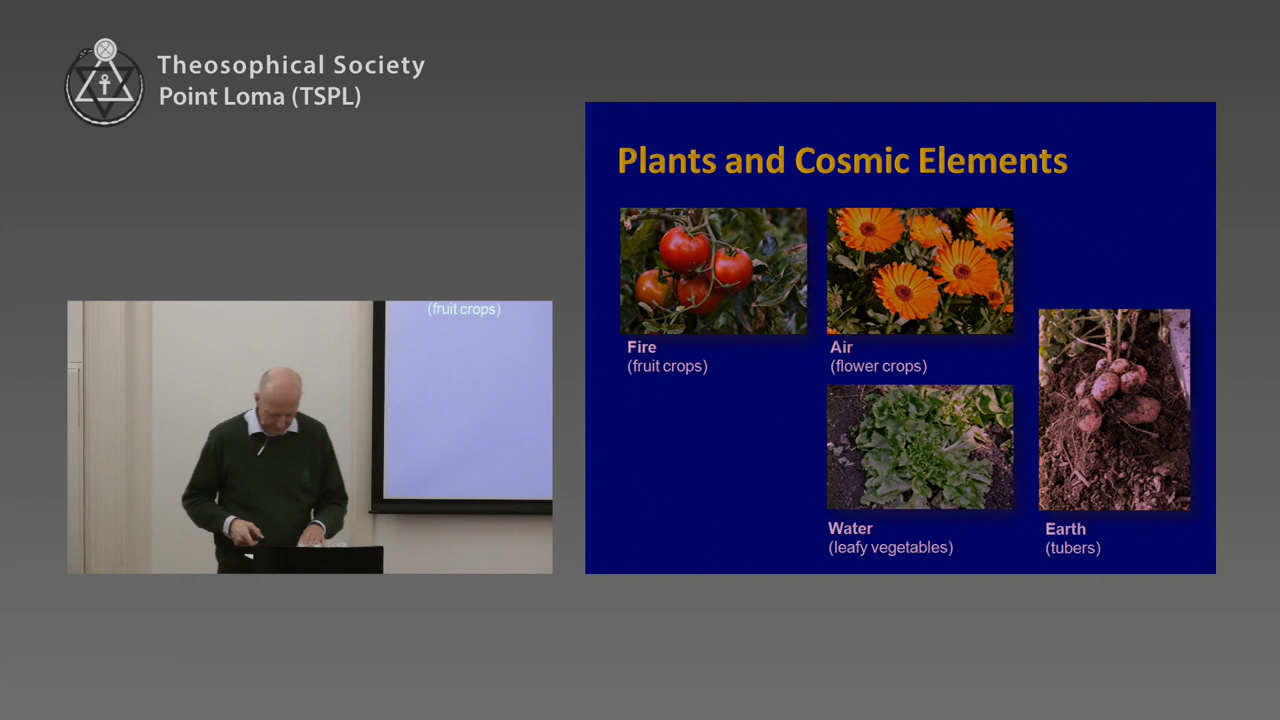 Theosophical Society
Point Loma (TSPL)
Plants and Cosmic Elements
Fire
(fruit crops)
Air
(flower crops)
Water
(leafy vegetables)
Earth
(tubers)
(fruit crops)